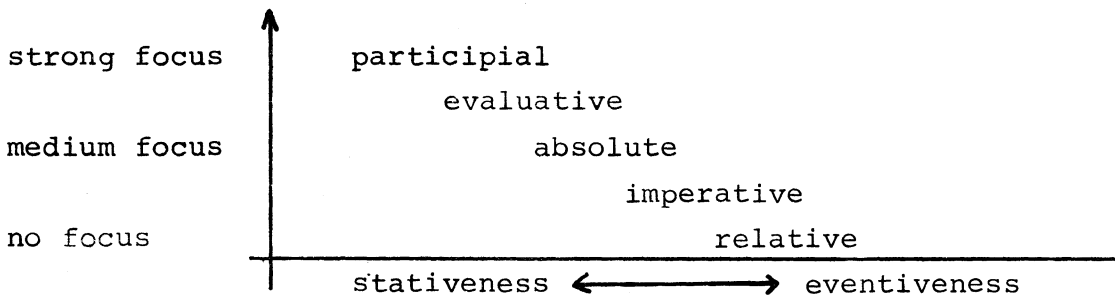 strong focus participial
evaluative
medium focus absolute
imperative
no focus relative
stativeness eventiveness